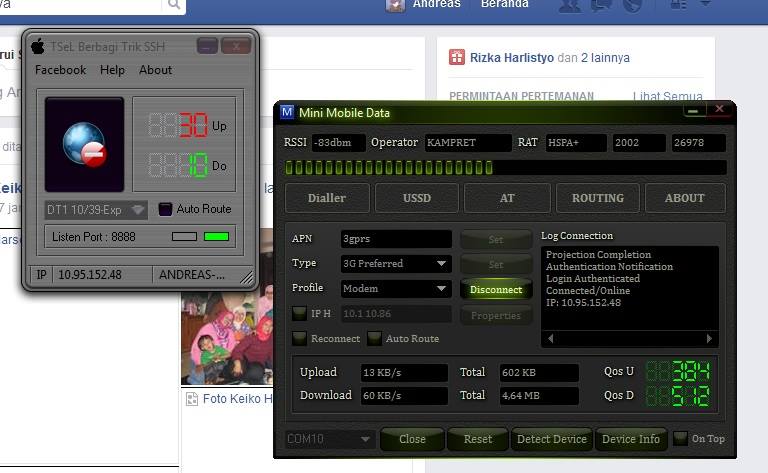 ya
Andreas Beranda
TSeL Berbagi Trik SSH
Facebook Help About
30 Up
10 Do
DT1 10/39-Exp Auto Route
Listen Port : 8888
IP 10.95.152.48 ANDREAS-...
Rizka Harlistyo dan 2 lainnya
PERMINTAAN PERTEMANAN Lihat Semua
Mini Mobile Data
RSSI -83dbm Operator KAMPRET RAT HSPA+ 2002 26978
Dialler USSD AT ROUTING ABOUT
APN 3gprs Set
Type 3G Preferred Set
Profile Modem Disconnect
IP H 10.1 10.86 Properties
Reconnect Auto Route
Log Connection
Projection Completion
Authentication Notification
Login Authenticated
Connected/Online
IP: 10.95.152.48
Upload 13 KB/s Total 602 KB Qos U 384
Download 60 KB/s Total 4,64 MB Qos D 512
COM10 Close Reset Detect Device Device Info On Top
Foto Keiko H